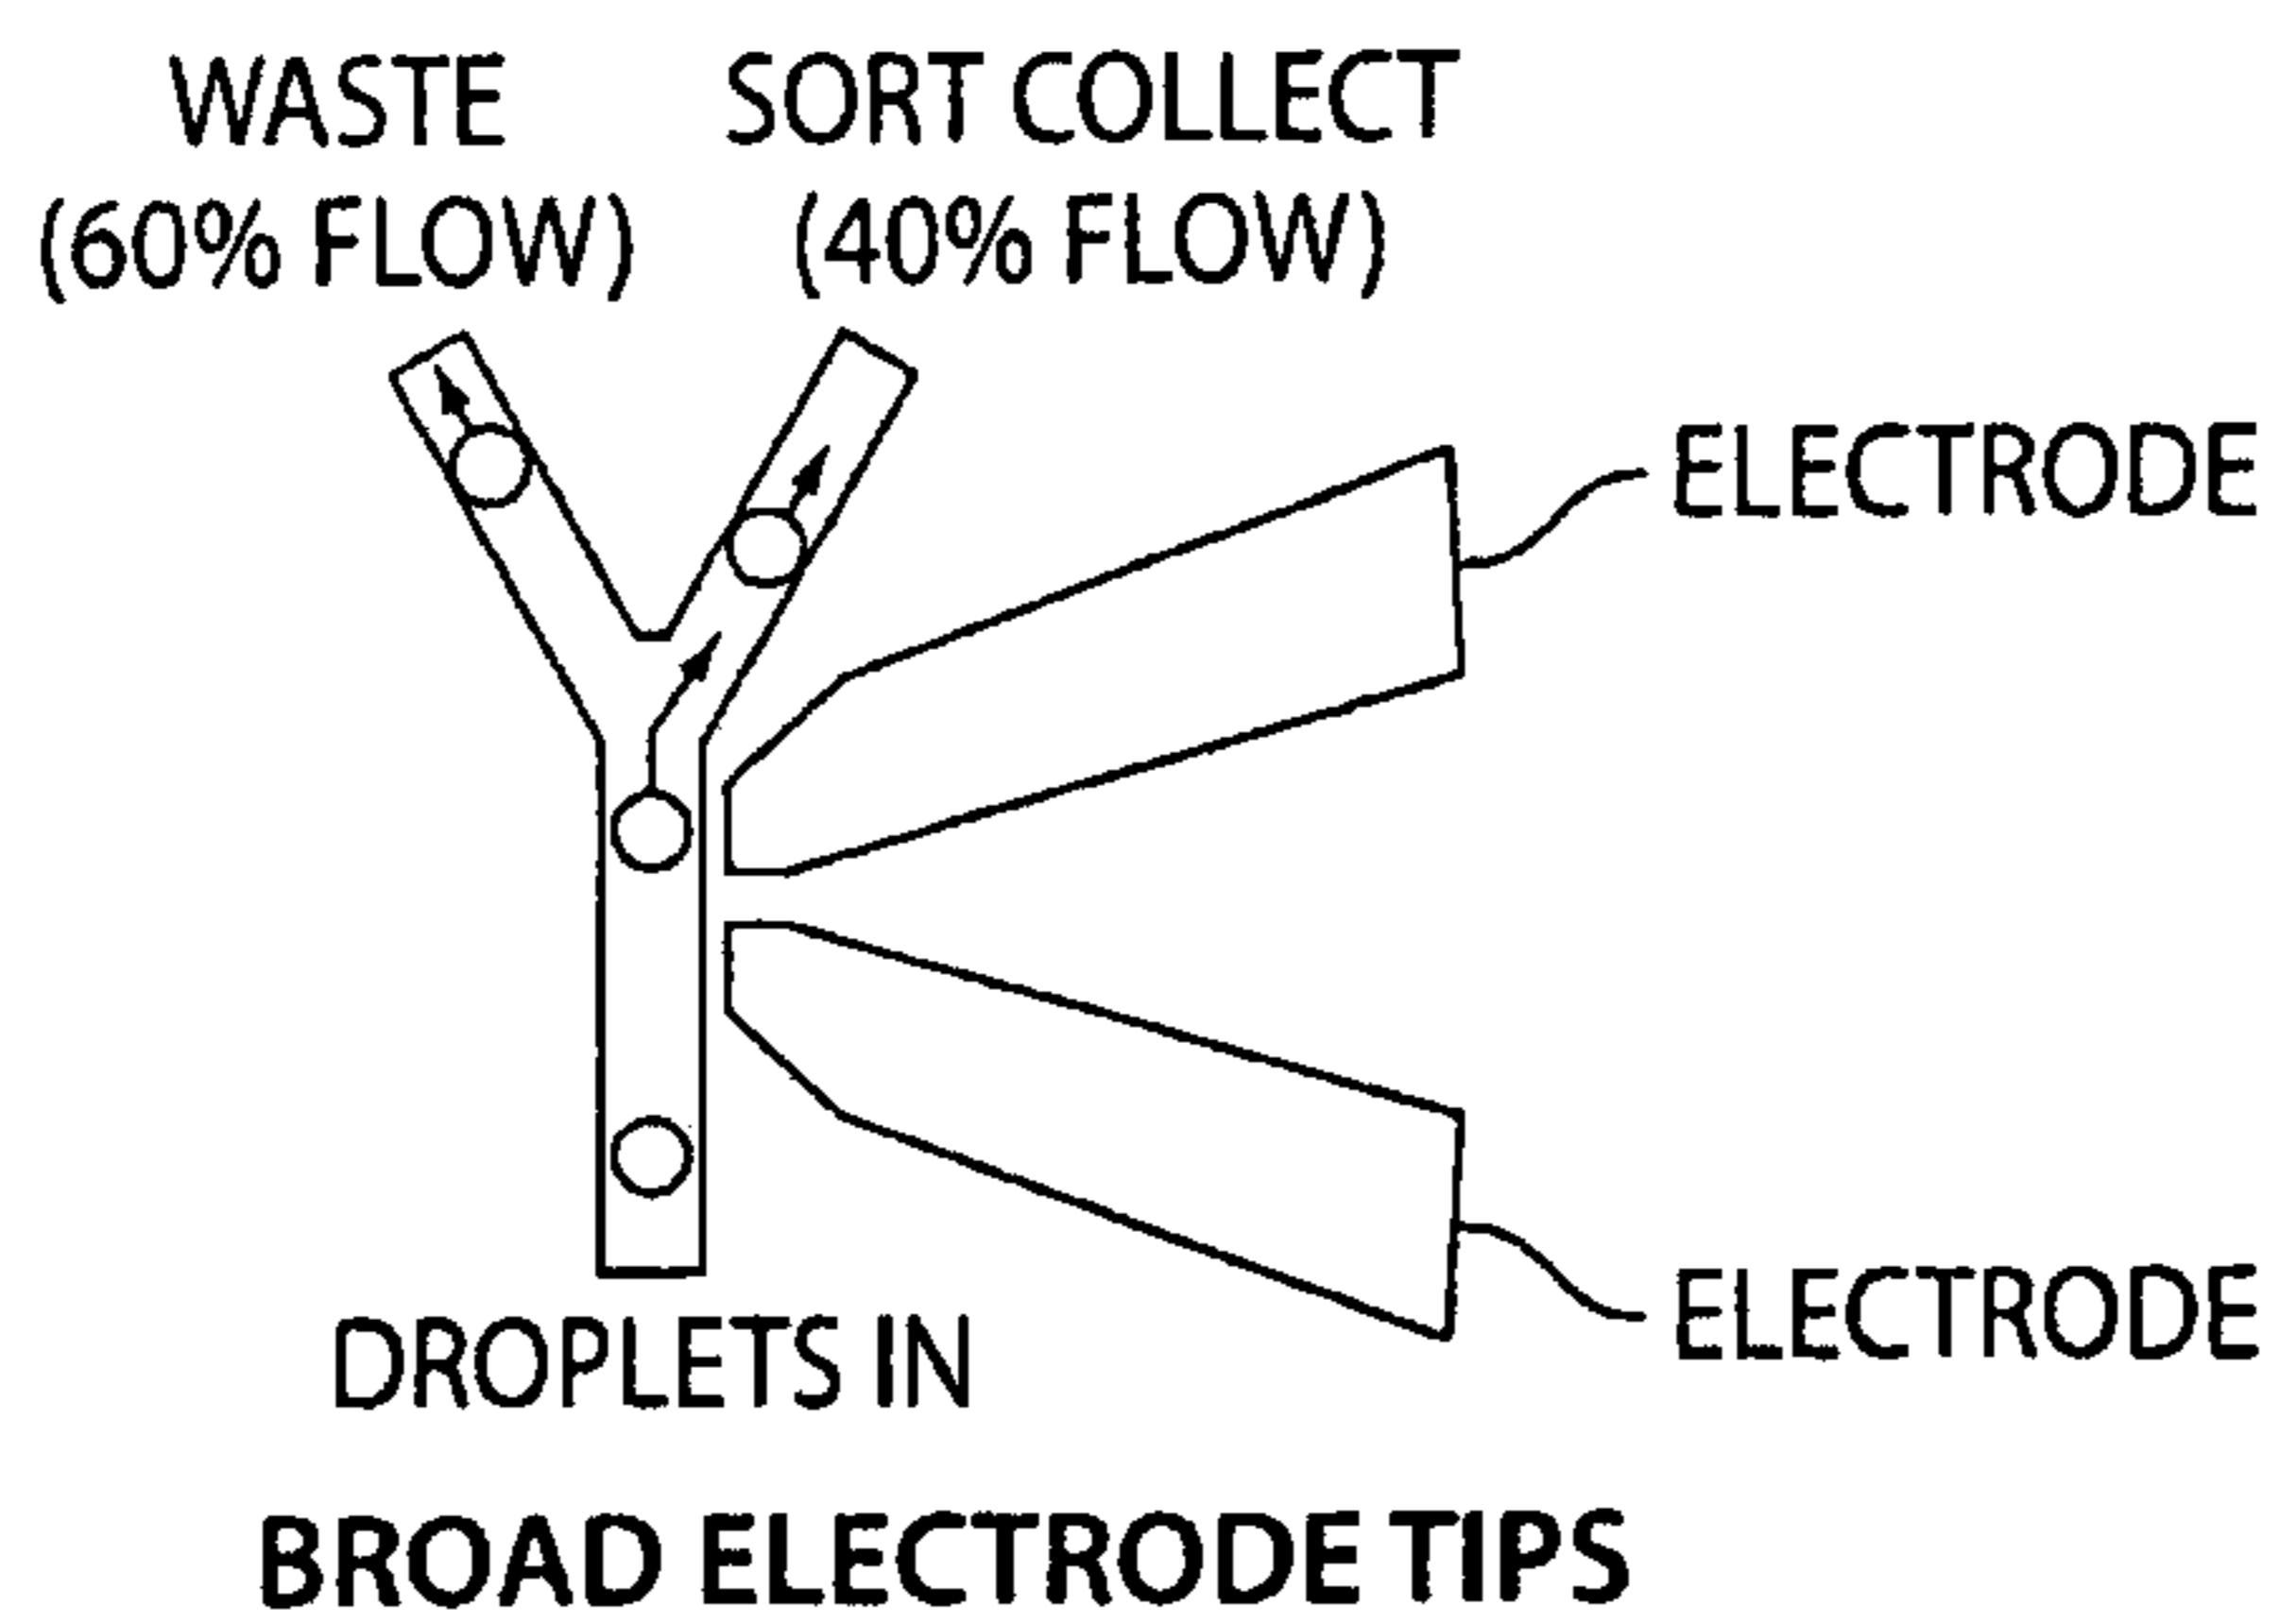 WASTE
(60% FLOW)
SORT COLLECT
(40% FLOW)
ELECTRODE
ELECTRODE
DROPLETS IN
BROAD ELECTRODE TIPS